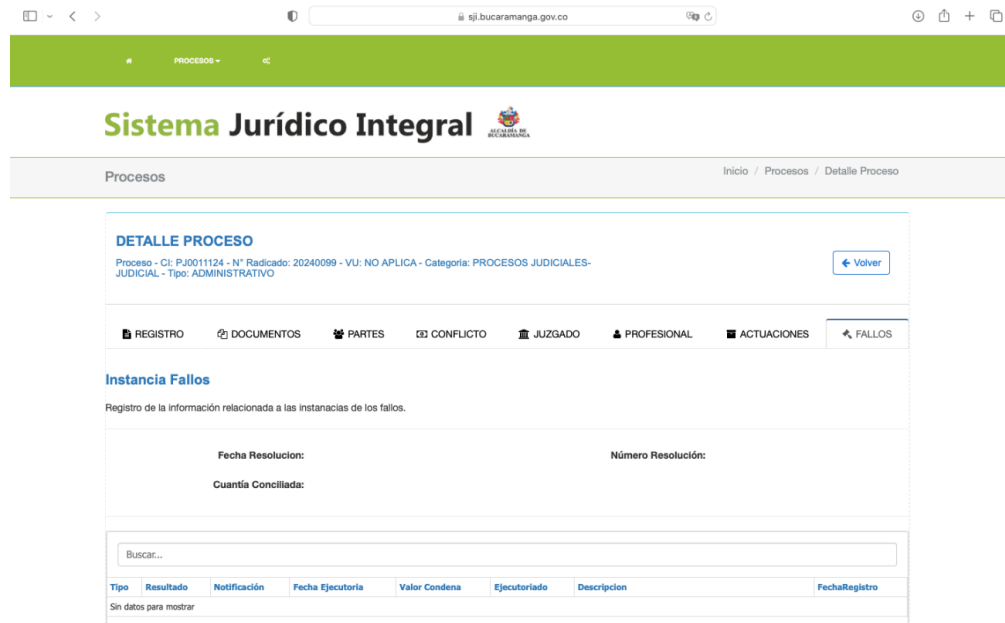 sji.bucaramanga.gov.co
PROCESOS
Sistema Jurídico Integral
ALCALDÍA DE
BUCARAMANGA
Procesos
Inicio / Procesos / Detalle Proceso
DETALLE PROCESO
Proceso - CI: PJ0011124 - N° Radicado: 20240099 - VU: NO APLICA - Categoria: PROCESOS JUDICIALES-
JUDICIAL - Tipo: ADMINISTRATIVO
Volver
REGISTRO DOCUMENTOS PARTES CONFLICTO JUZGADO PROFESIONAL ACTUACIONES FALLOS
Instancia Fallos
Registro de la información relacionada a las instanacias de los fallos.
Fecha Resolucion: Número Resolución:
Cuantía Conciliada:
Buscar...
Tipo Resultado Notificación Fecha Ejecutoria Valor Condena Ejecutoriado Descripcion FechaRegistro
Sin datos para mostrar